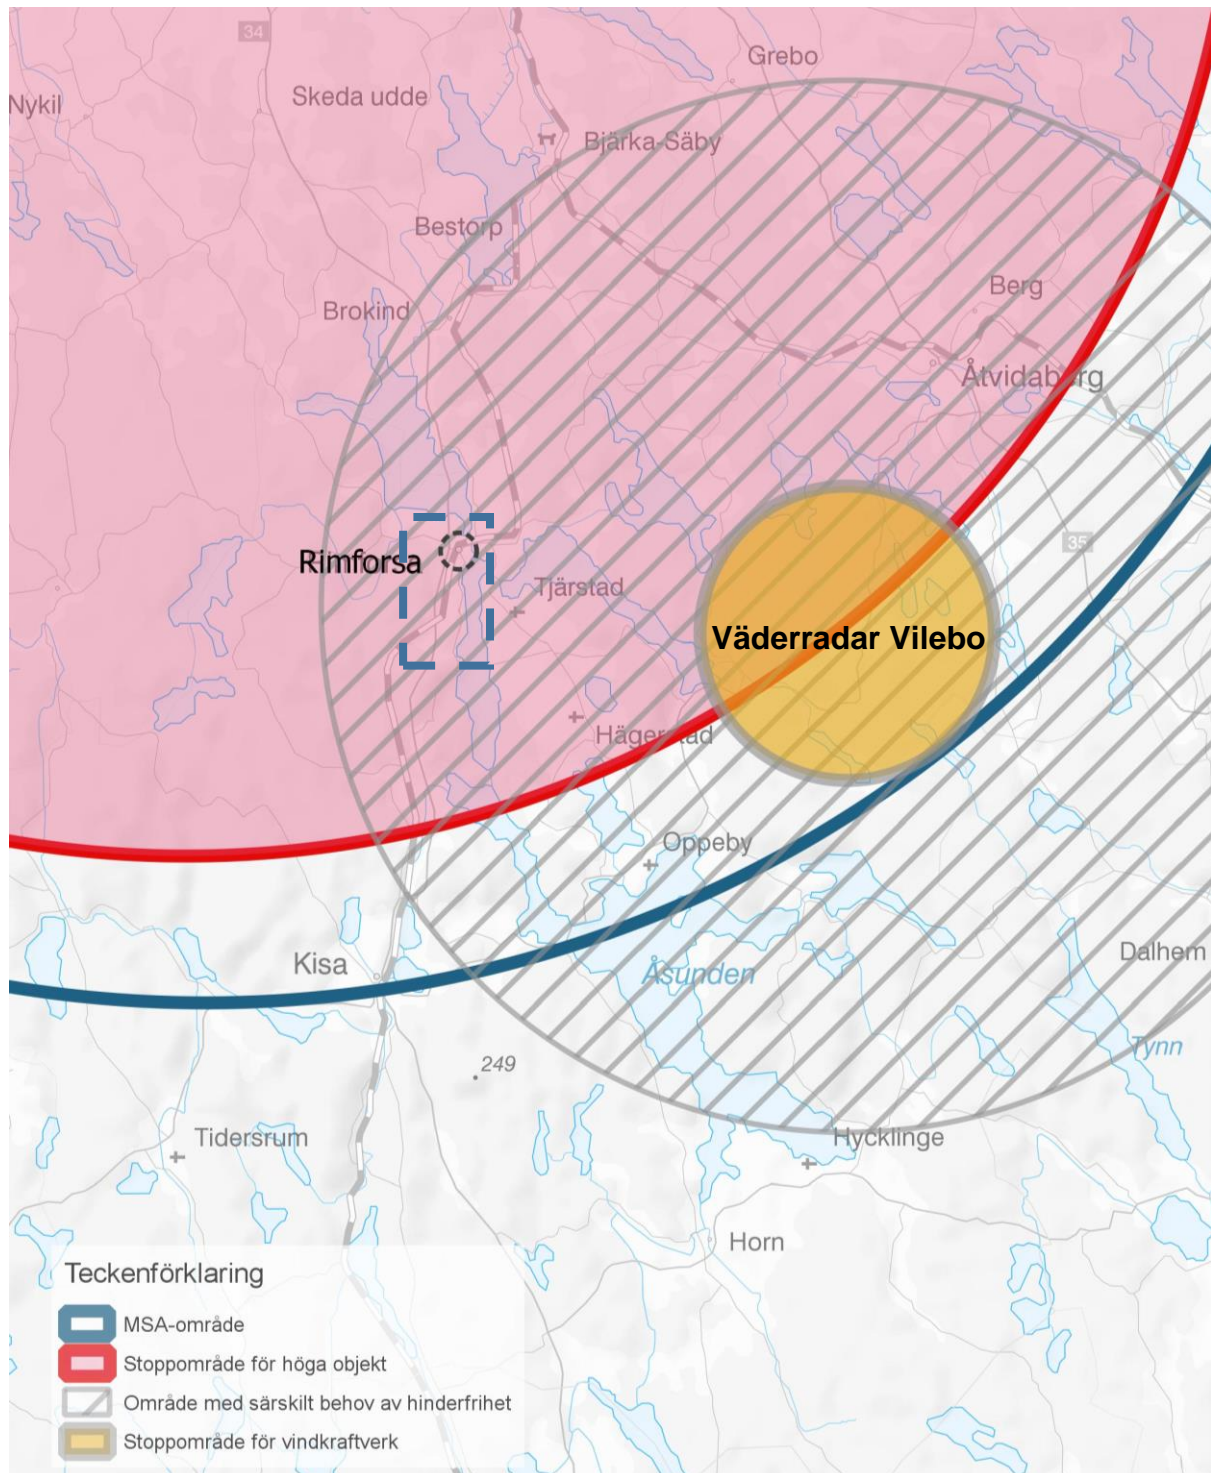 34
Grebo
Nykil
Skeda udde
Bjärka-Säby
Bestorp
Berg
Brokind
Åtvidaberg
35
Rimforsa
Tjärstad
Väderradar Vilebo
Hägerstad
Oppeby
Dalhem
Kisa
Åsunden
Tynn
249
Tidersrum
Hycklinge
Horn
Teckenförklaring
MSA-område
Stoppområde för höga objekt
Område med särskilt behov av hinderfrihet
Stoppområde för vindkraftverk